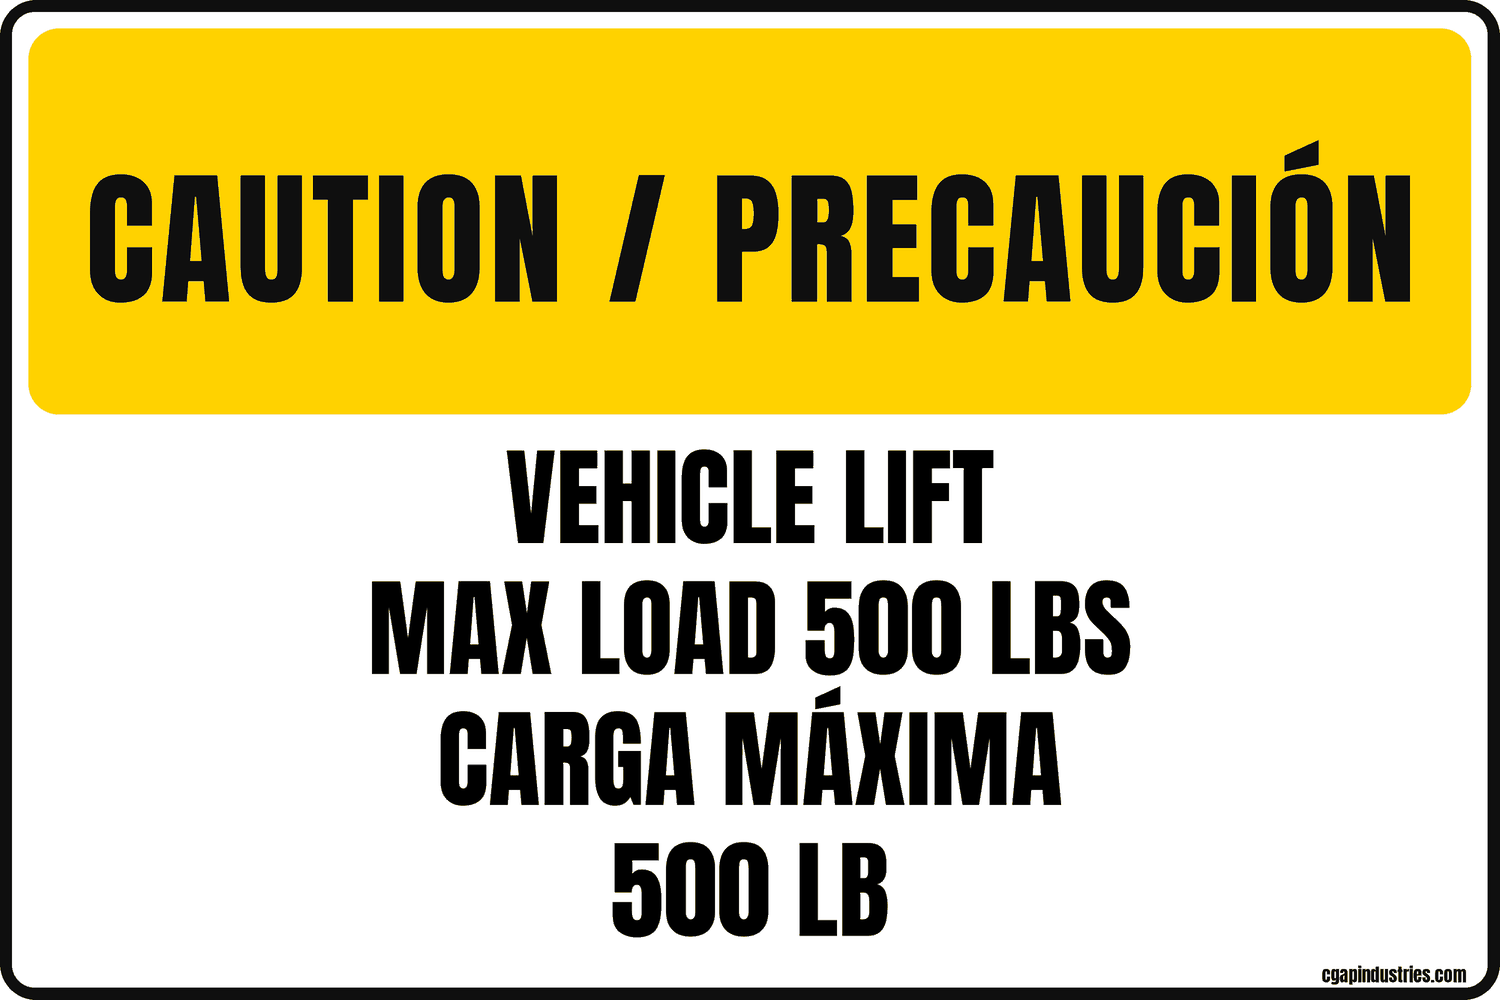 CAUTION / PRECAUCIÓN
VEHICLE LIFT
MAX LOAD 500 LBS
CARGA MÁXIMA
500 LB
cgapindustries.com